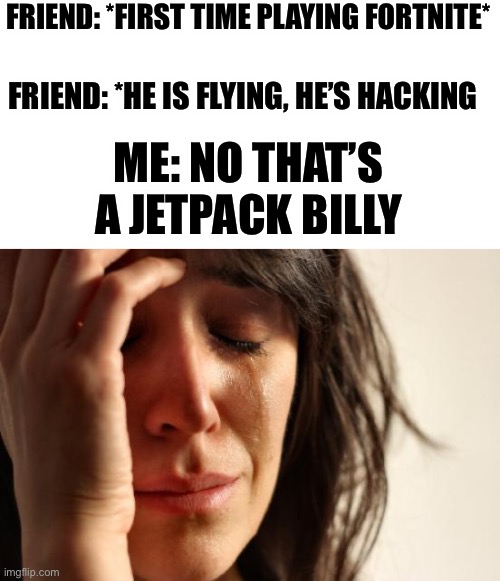 FRIEND: *FIRST TIME PLAYING FORTNITE*
FRIEND: *HE IS FLYING, HE’S HACKING
ME: NO THAT’S
A JETPACK BILLY
imgflip.com